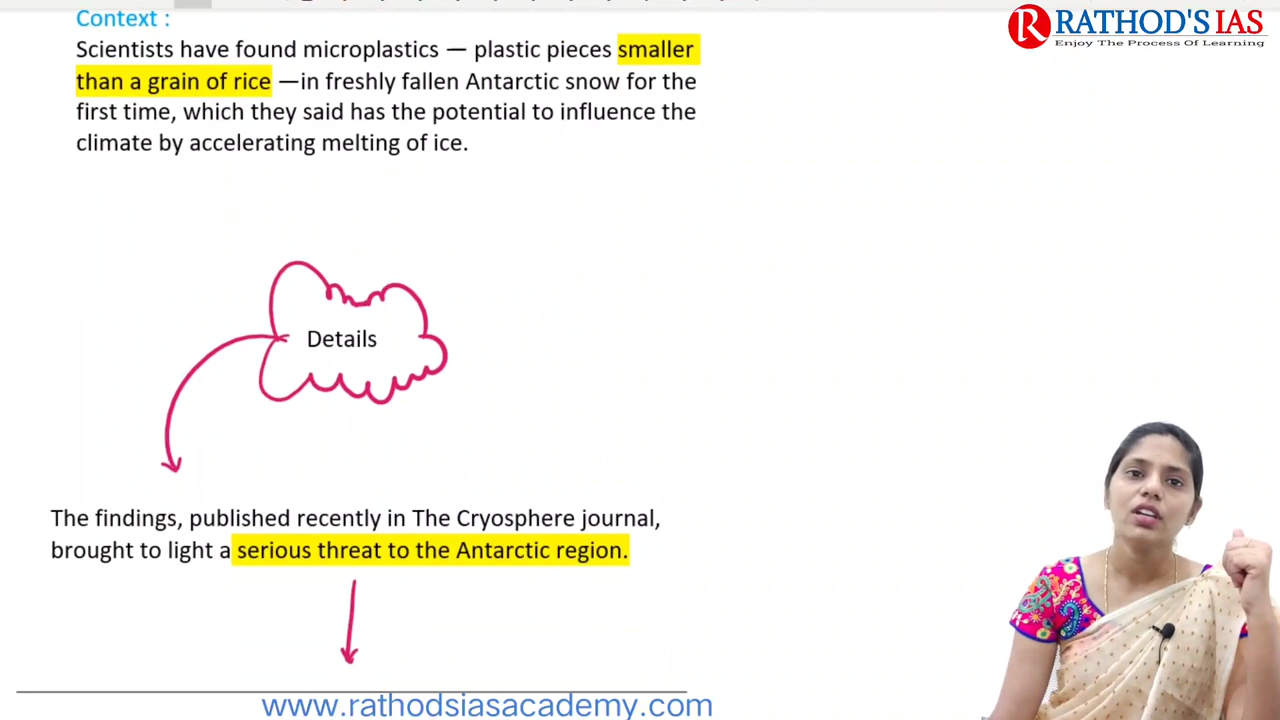 Context :
RATHOD'S IAS
Enjoy The Process Of Learning
Scientists have found microplastics — plastic pieces smaller
than a grain of rice —in freshly fallen Antarctic snow for the
first time, which they said has the potential to influence the
climate by accelerating melting of ice.
Details
The findings, published recently in The Cryosphere journal,
brought to light a serious threat to the Antarctic region.
www.rathodsiasacademy.com